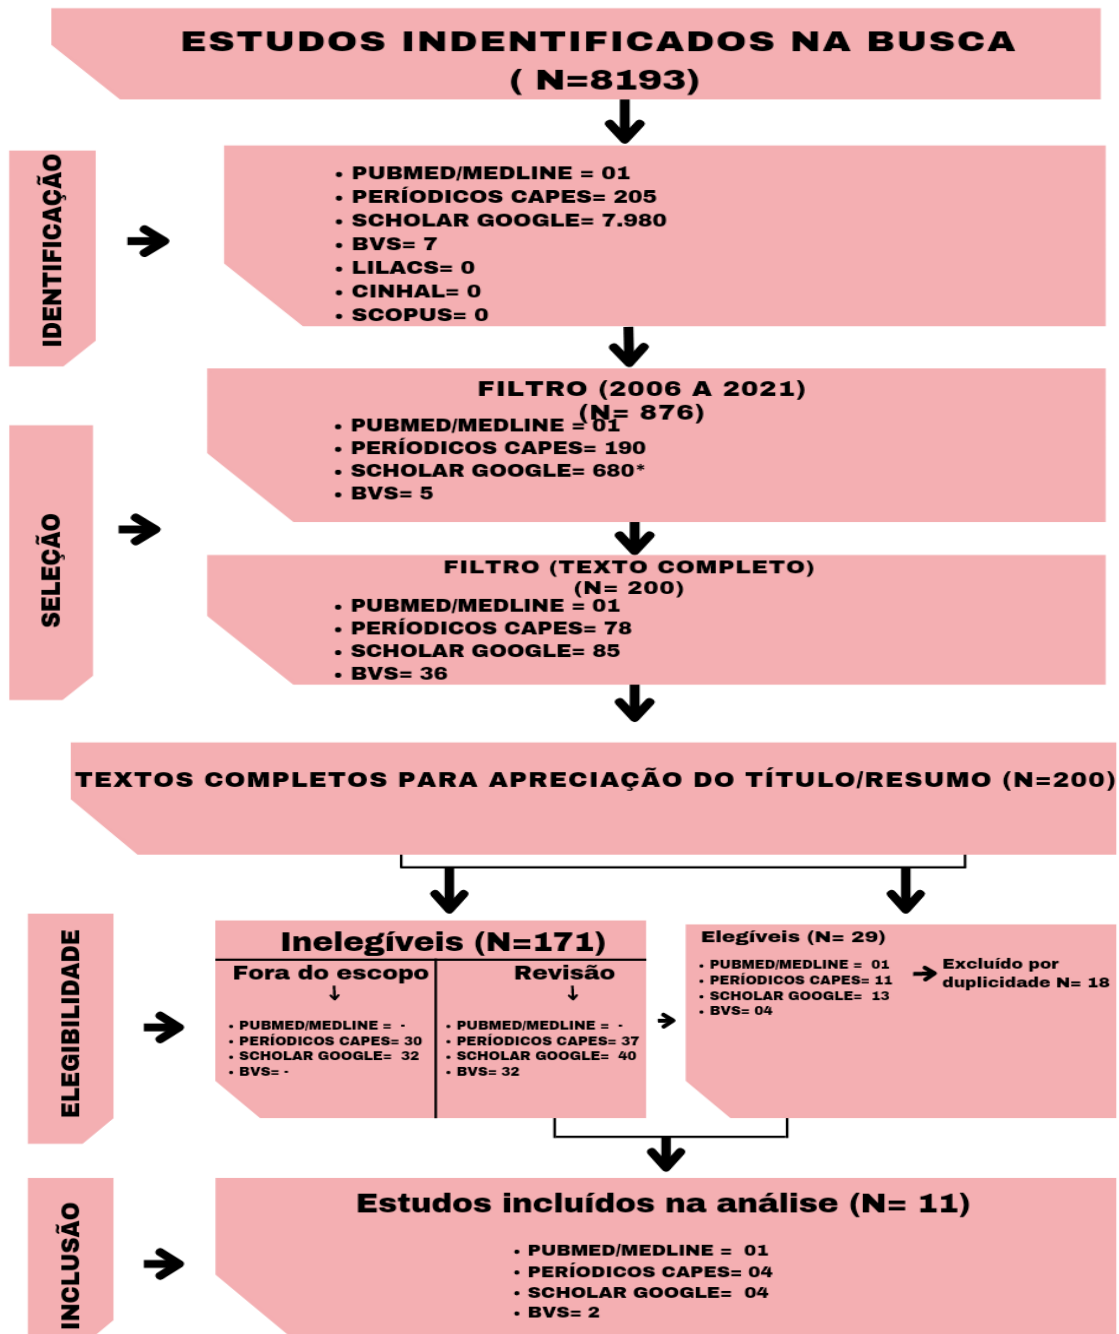 ESTUDOS INDENTIFICADOS NA BUSCA
( N=8193)
IDENTIFICAÇÃO
• PUBMED/MEDLINE = 01
• PERÍODICOS CAPES= 205
• SCHOLAR GOOGLE= 7.980
• BVS= 7
• LILACS= 0
• CINHAL= 0
• SCOPUS= 0
SELEÇÃO
FILTRO (2006 A 2021)
(N= 876)
• PUBMED/MEDLINE = 01
• PERÍODICOS CAPES= 190
• SCHOLAR GOOGLE= 680*
• BVS= 5
FILTRO (TEXTO COMPLETO)
(N= 200)
• PUBMED/MEDLINE = 01
• PERÍODICOS CAPES= 78
• SCHOLAR GOOGLE= 85
• BVS= 36
TEXTOS COMPLETOS PARA APRECIAÇÃO DO TÍTULO/RESUMO (N=200)
ELEGIBILIDADE
Inelegíveis (N=171)
Fora do escopo
• PUBMED/MEDLINE = -
• PERÍODICOS CAPES= 30
• SCHOLAR GOOGLE= 32
• BVS= -
Revisão
• PUBMED/MEDLINE = -
• PERÍODICOS CAPES= 37
• SCHOLAR GOOGLE= 40
• BVS= 32
Elegíveis (N= 29)
• PUBMED/MEDLINE = 01
• PERÍODICOS CAPES= 11
• SCHOLAR GOOGLE= 13
• BVS= 04
Excluído por
duplicidade N= 18
INCLUSÃO
Estudos incluídos na análise (N= 11)
• PUBMED/MEDLINE = 01
• PERÍODICOS CAPES= 04
• SCHOLAR GOOGLE= 04
• BVS= 2